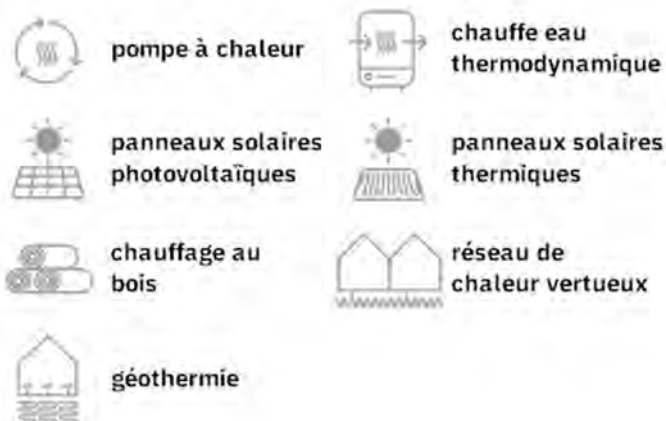 pompe à chaleur
chauffe eau
thermodynamique
panneaux solaires
photovoltaïques
panneaux solaires
thermiques
chauffage au
bois
réseau de
chaleur vertueux
géothermie